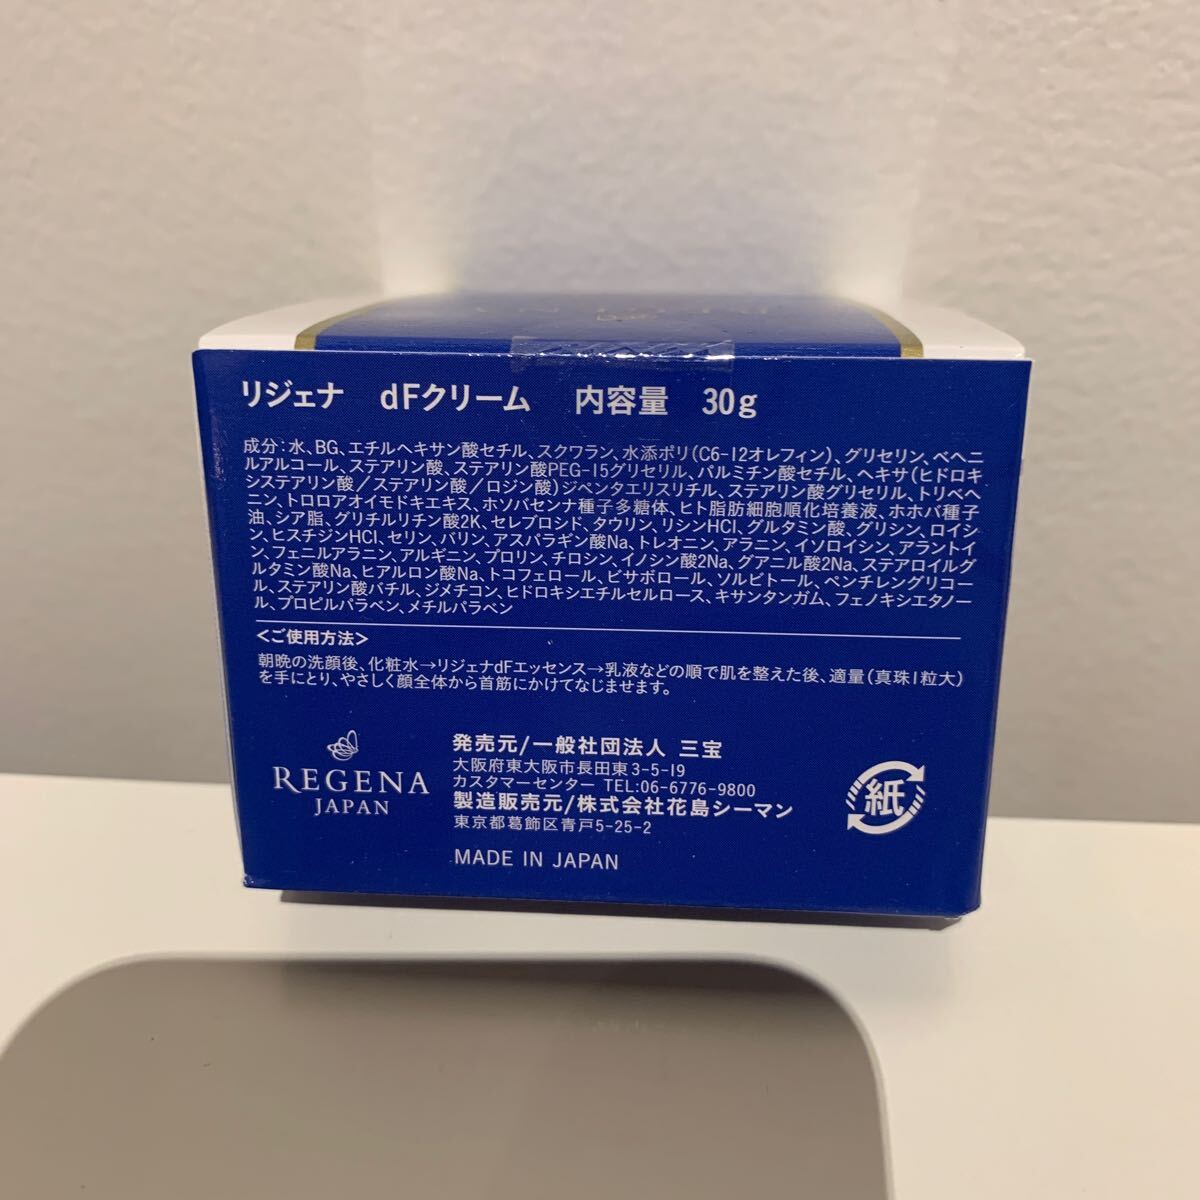 リジェナ dFクリーム 内容量 30g
成分:水、BG、エチルヘキサン酸セチル、スクワラン、水添ポリ(C6-12オレフィン)、グリセリン、ベヘニ
ルアルコール、ステアリン酸、ステアリン酸PEG-15グリセリル、パルミチン酸セチル、ヘキサ(ヒドロキ
システアリン酸/ステアリン酸/ロジン酸)ジペンタエリスリチル、ステアリン酸グリセリル、トリベヘ
ニン、トロロアオイモドキエキス、ホソバセンナ種子多糖体、ヒト脂肪細胞順化培養液、ホホバ種子
油、シア脂、グリチルリチン酸2K、セレブロシド、タウリン、リシンHCl、グルタミン酸、グリシン、ロイシ
ン、ヒスチジンHCl、セリン、バリン、アスパラギン酸Na、トレオニン、アラニン、イソロイシン、アラントイ
ン、フェニルアラニン、アルギニン、プロリン、チロシン、イノシン酸2Na、グアニル酸2Na、ステアロイルグ
ルタミン酸Na、ヒアルロン酸Na、トコフェロール、ビサボロール、ソルビトール、ペンチレングリコー
ル、ステアリン酸バチル、ジメチコン、ヒドロキシエチルセルロース、キサンタンガム、フェノキシエタノー
ル、プロピルパラベン、メチルパラベン
<ご使用方法>
朝晩の洗顔後、化粧水→リジェナdFエッセンス→乳液などの順で肌を整えた後、適量(真珠1粒大)
を手にとり、やさしく顔全体から首筋にかけてなじませます。
REGENA
JAPAN
発売元/一般社団法人 三宝
大阪府東大阪市長田東3-5-19
カスタマーセンター TEL:06-6776-9800
製造販売元/株式会社花島シーマン
東京都葛飾区青戸5-25-2
MADE IN JAPAN
紙